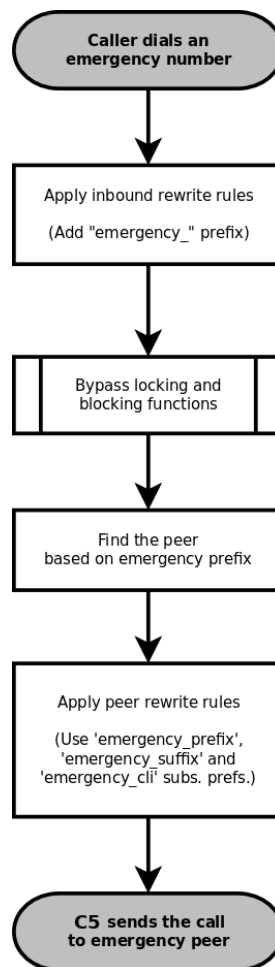 Caller dials an
emergency number
Apply inbound rewrite rules
(Add "emergency_" prefix)
Bypass locking and
blocking functions
Find the peer
based on emergency prefix
Apply peer rewrite rules
(Use 'emergency_prefix',
'emergency_suffix' and
'emergency_cli' subs. prefs.)
C5 sends the call
to emergency peer